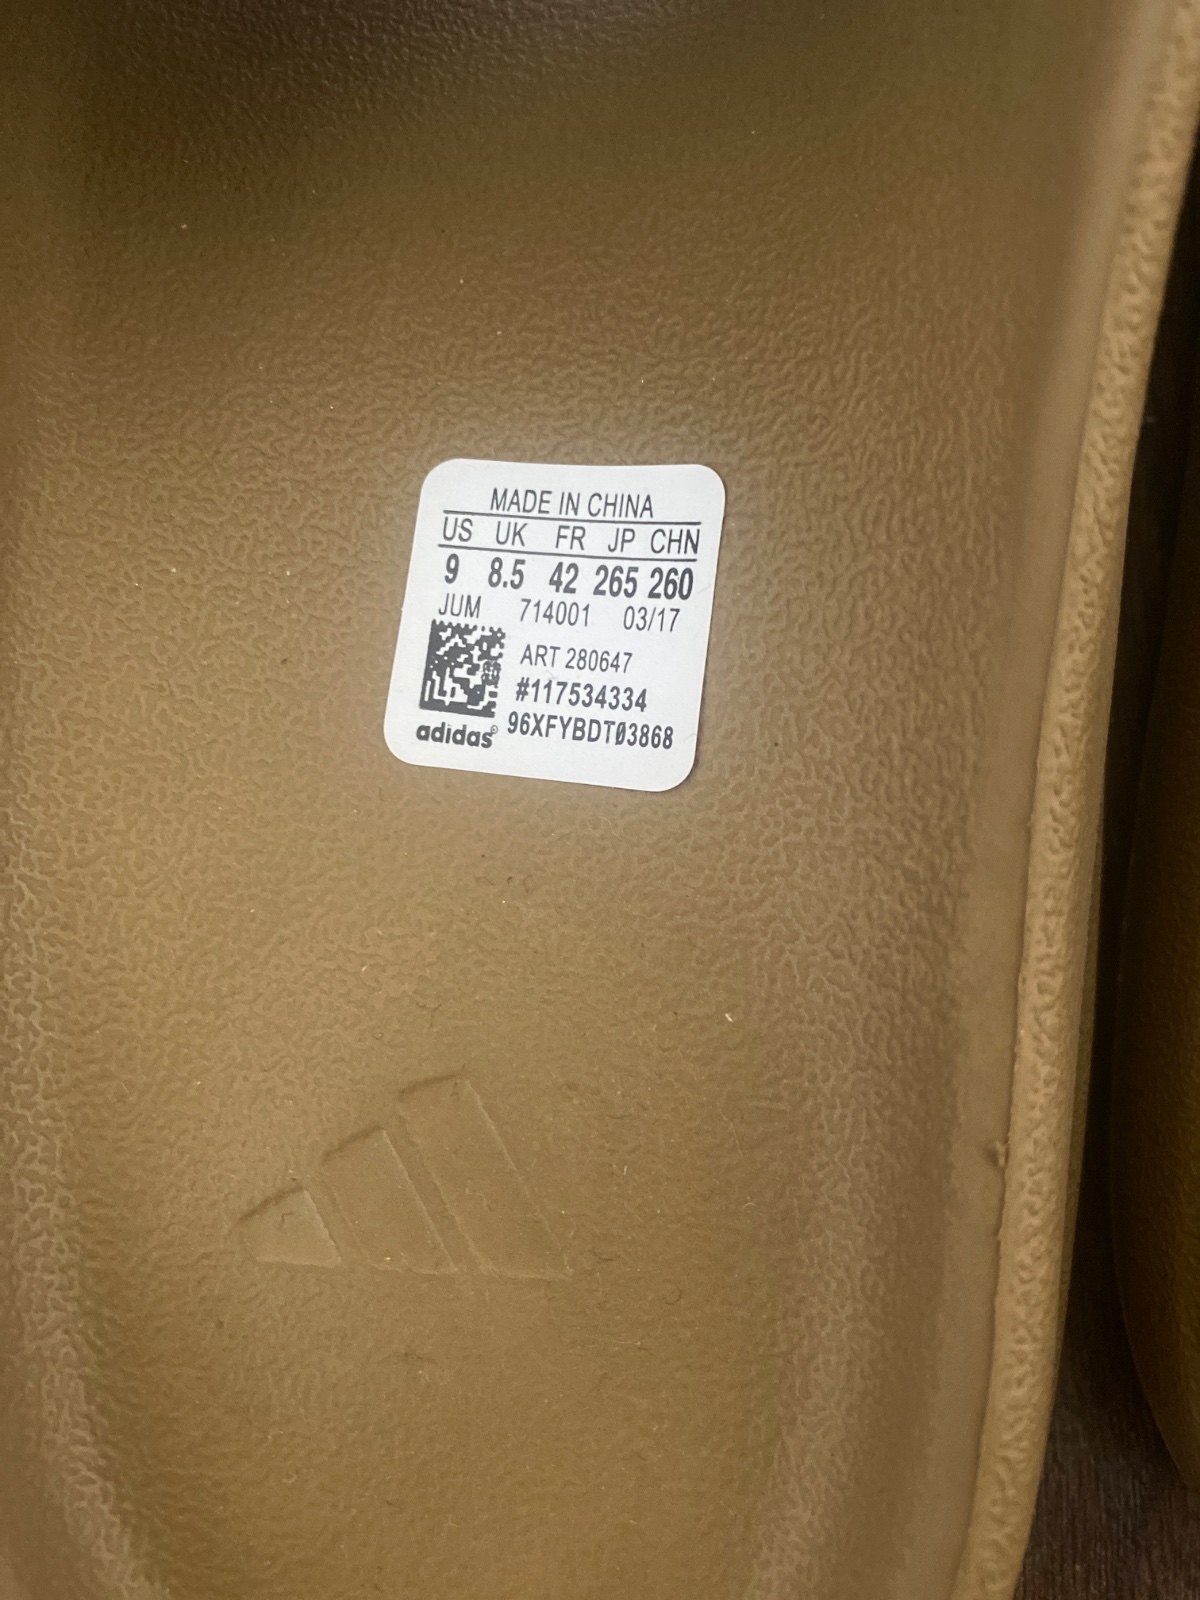 MADE IN CHINA
US UK FR JP CHN
9 8.5 42 265 260
JUM 714001 03/17
ART 280647
#117534334
96XFYBDT03868
adidas®